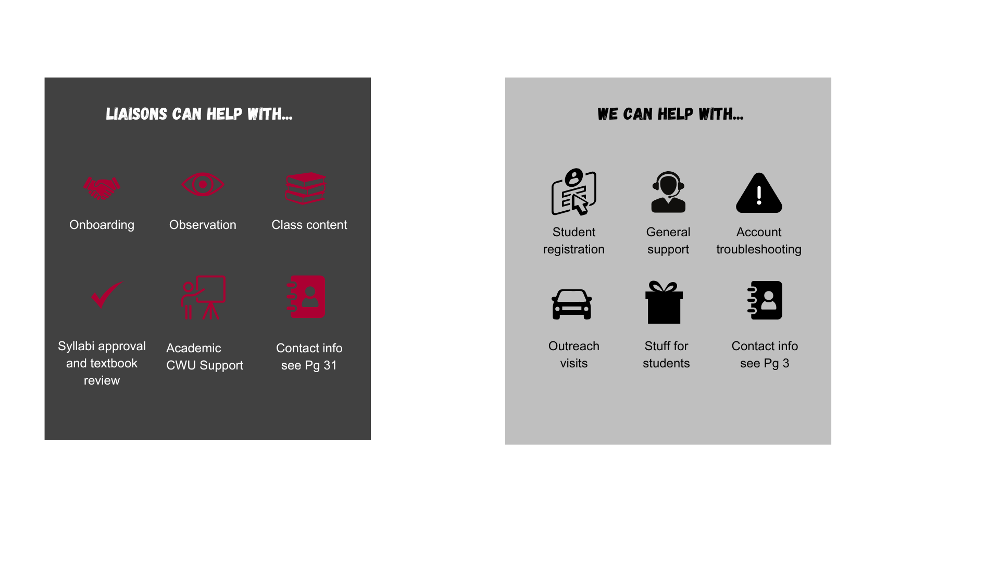 LIAISONS CAN HELP WITH...
Onboarding
Observation
Class content
Syllabi approval
and textbook
review
Academic
CWU Support
Contact info
see Pg 31
WE CAN HELP WITH...
Student
registration
General
support
Account
troubleshooting
Outreach
visits
Stuff for
students
Contact info
see Pg 3